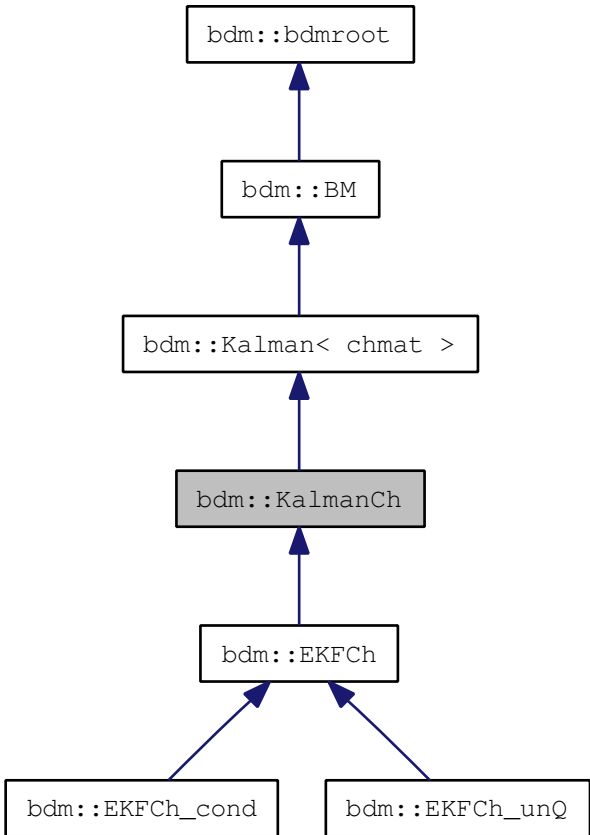 bdm::bdmroot
bdm::BM
bdm::Kalman< chmat >
bdm::KalmanCh
bdm::EKFCh
bdm::EKFCh_cond
bdm::EKFCh_unQ